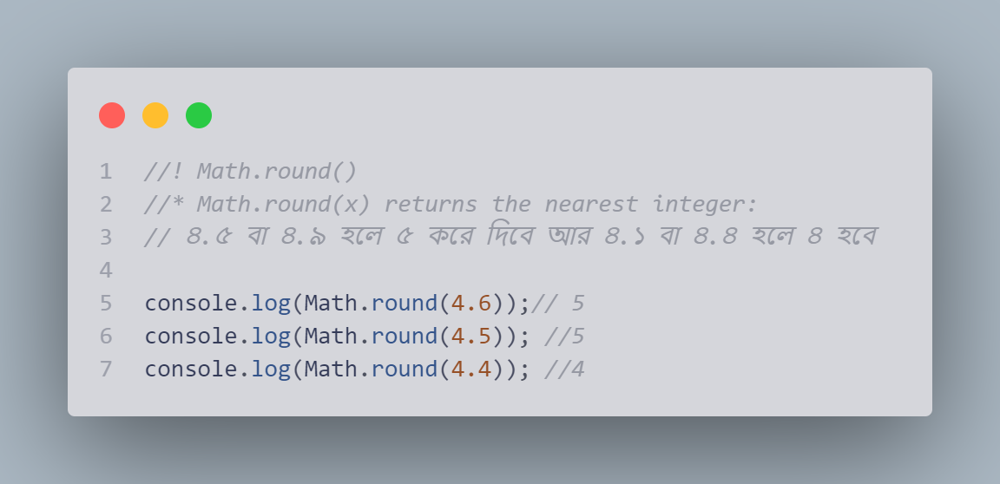 1 //! Math.round()
2 //* Math.round(x) returns the nearest integer:
3 // ৪.৫ বা ৪.৯ হলে ৫ করে দিবে আর ৪.১ বা ৪.৪ হলে ৪ হবে
4
5 console.log(Math.round(4.6));// 5
6 console.log(Math.round(4.5)); //5
7 console.log(Math.round(4.4)); //4